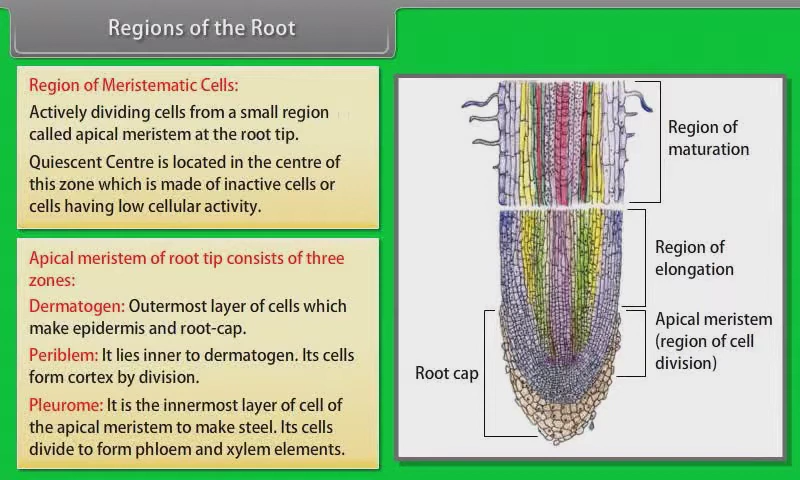 Regions of the Root
Region of Meristematic Cells:
Actively dividing cells from a small region
called apical meristem at the root tip.
Quiescent Centre is located in the centre of
this zone which is made of inactive cells or
cells having low cellular activity.
Apical meristem of root tip consists of three
zones:
Dermatogen: Outermost layer of cells which
make epidermis and root-cap.
Periblem: It lies inner to dermatogen. Its cells
form cortex by division.
Pleurome: It is the innermost layer of cell of
the apical meristem to make steel. Its cells
divide to form phloem and xylem elements.
Region of
maturation
Region of
elongation
Apical meristem
(region of cell
division)
Root cap